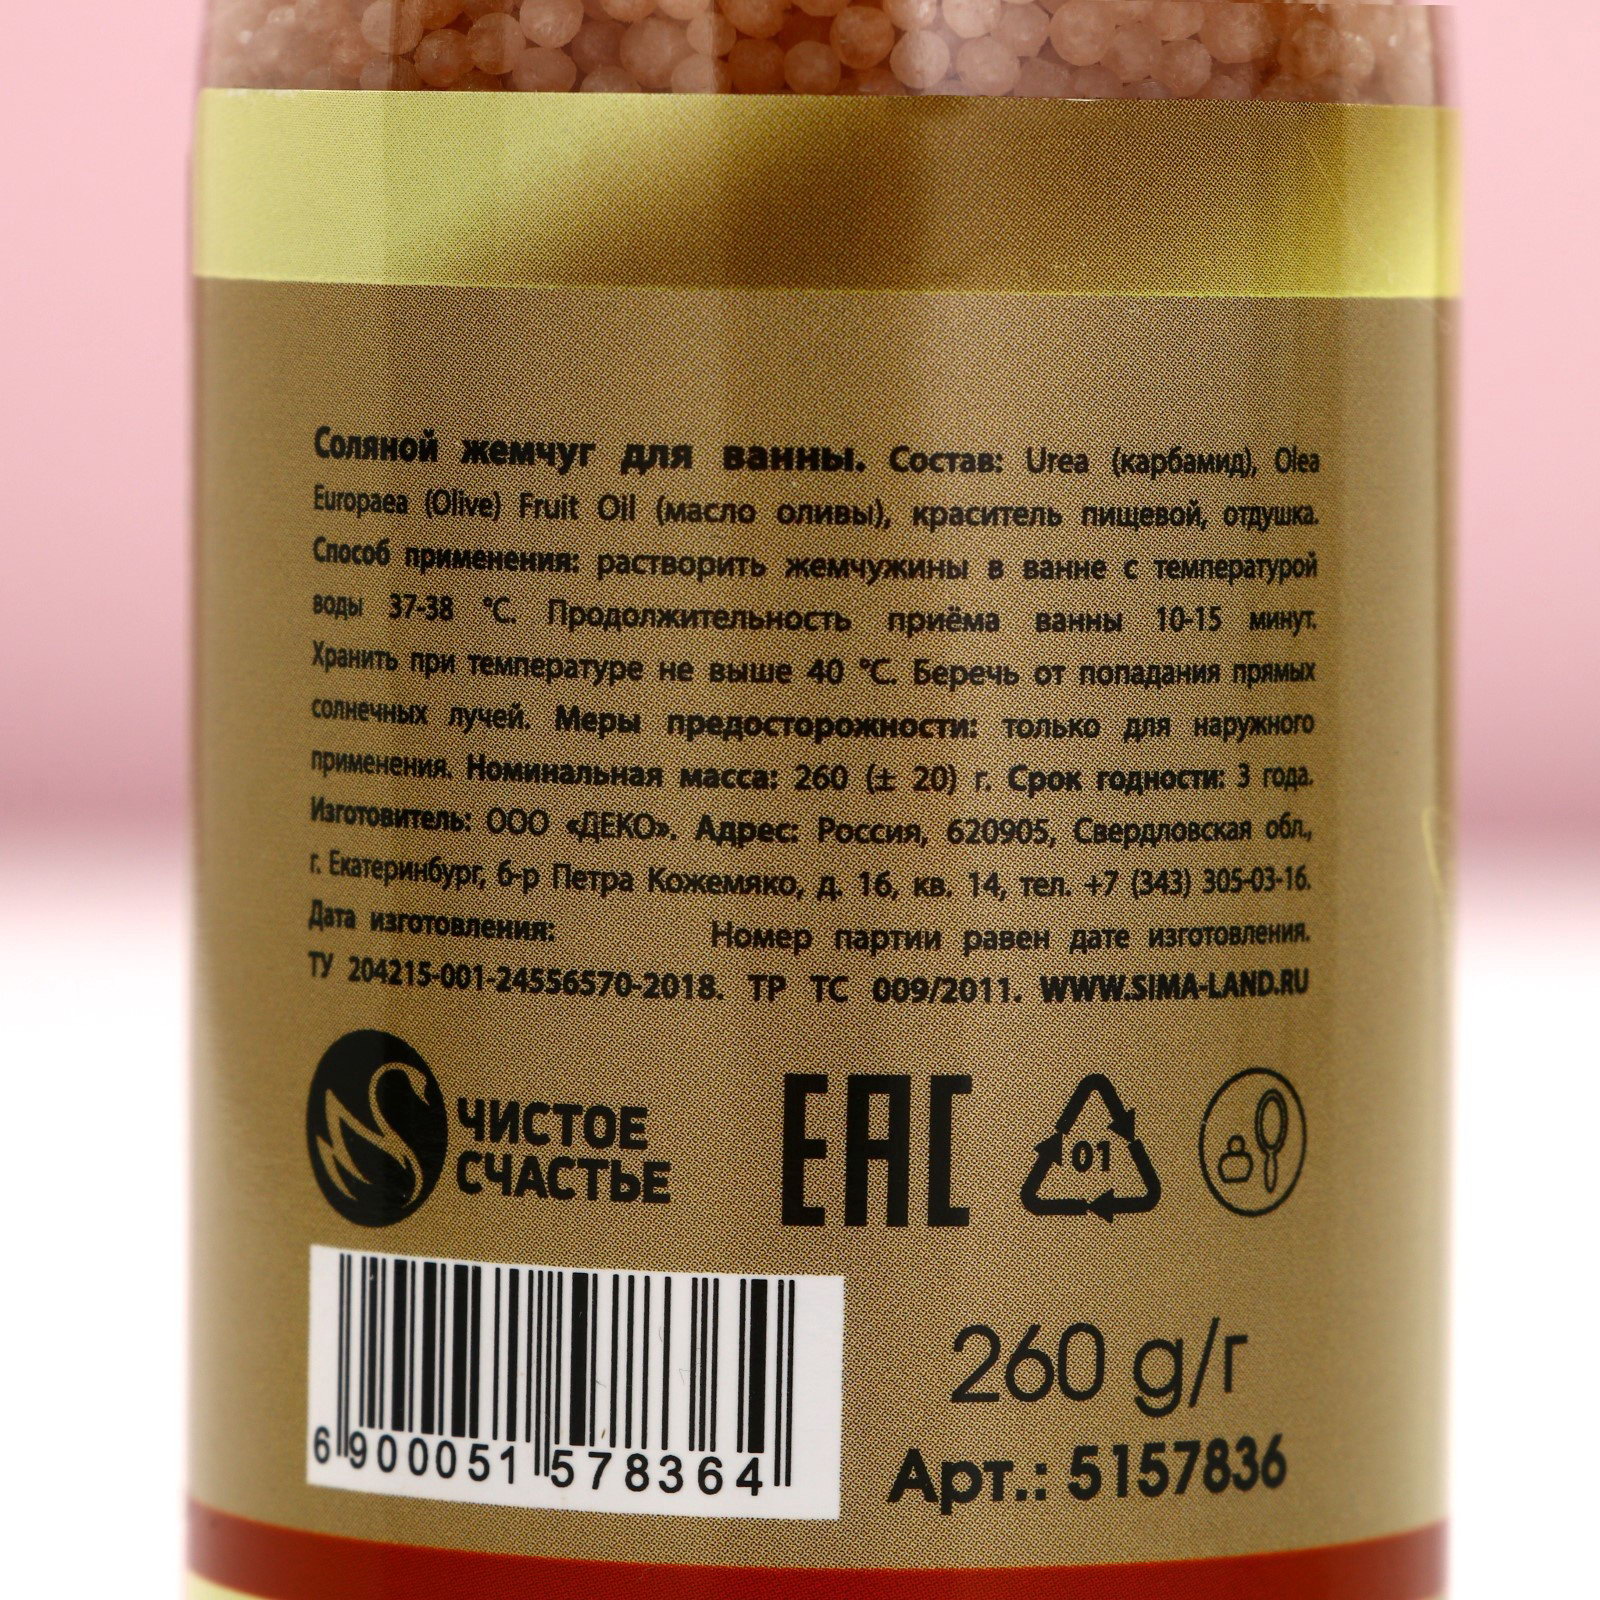 Соляной жемчуг для ванны. Состав: Urea (карбамид), Olea
Europaea (Olive) Fruit Oil (масло оливы), краситель пищевой, отдушка.
Способ применения: растворить жемчужины в ванне с температурой
воды 37-38 °С. Продолжительность приёма ванны 10-15 минут.
Хранить при температуре не выше 40 °С. Беречь от попадания прямых
солнечных лучей. Меры предосторожности: только для наружного
применения. Номинальная масса: 260 (± 20) г. Срок годности: 3 года.
Изготовитель: ООО «ДЕКО». Адрес: Россия, 620905, Свердловская обл.,
г. Екатеринбург, б-р Петра Кожемяко, д. 16, кв. 14, тел. +7 (343) 305-03-16.
Дата изготовления: Номер партии равен дате изготовления.
ТУ 204215-001-24556570-2018. ТР ТС 009/2011. WWW.SIMA-LAND.RU
ЧИСТОЕ
СЧАСТЬЕ
ЕАС
01
6 900051 578364
260 g/г
Арт.: 5157836